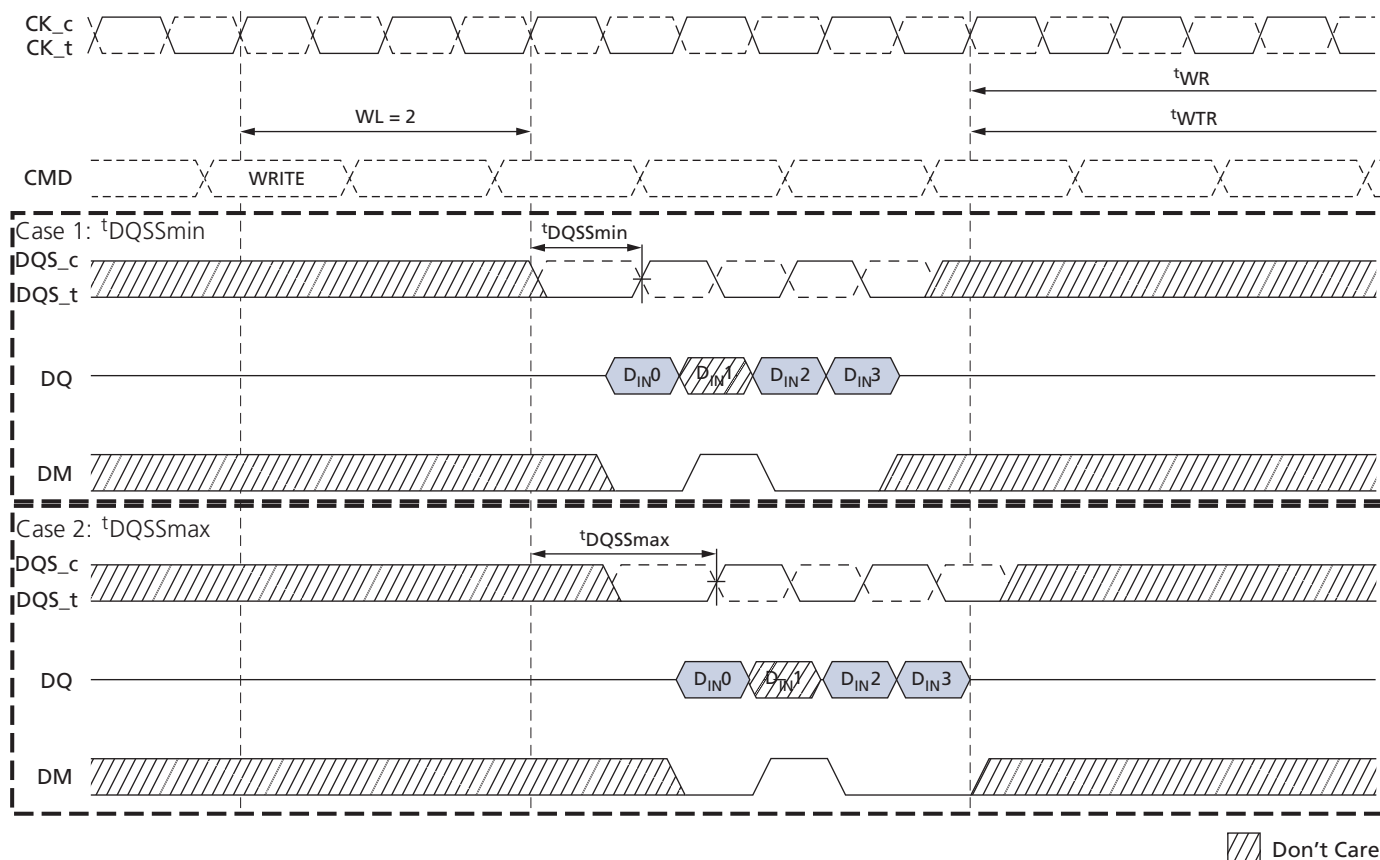 CK_c
CK_t
tWR
WL = 2
tWTR
CMD
WRITE
Case 1: tDQSSmin
tDQSSmin
DQS_c
DQS_t
DQ
DIN0
DIN1
DIN2
DIN3
DM
Case 2: tDQSSmax
tDQSSmax
DQS_c
DQS_t
DQ
DIN0
DIN1
DIN2
DIN3
DM
Don't Care